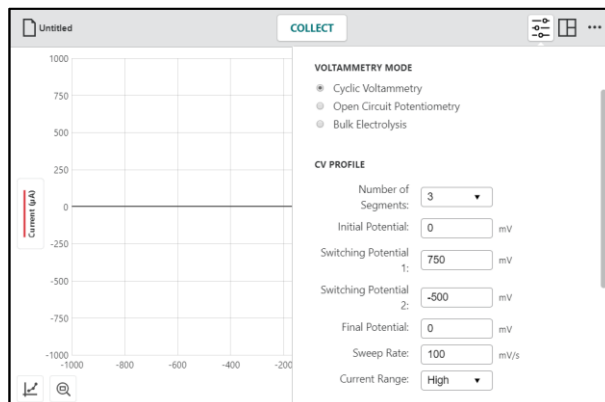 Untitled
COLLECT
1000
750
500
250
0
-250
-500
-750
-1000
Current (µA)
-1000
-800
-600
-400
-200
VOLTAMMETRY MODE
Cyclic Voltammetry
Open Circuit Potentiometry
Bulk Electrolysis
CV PROFILE
Number of
Segments:
3
Initial Potential:
0
mV
Switching Potential
1:
750
mV
Switching Potential
2:
-500
mV
Final Potential:
0
mV
Sweep Rate:
100
mV/s
Current Range:
High